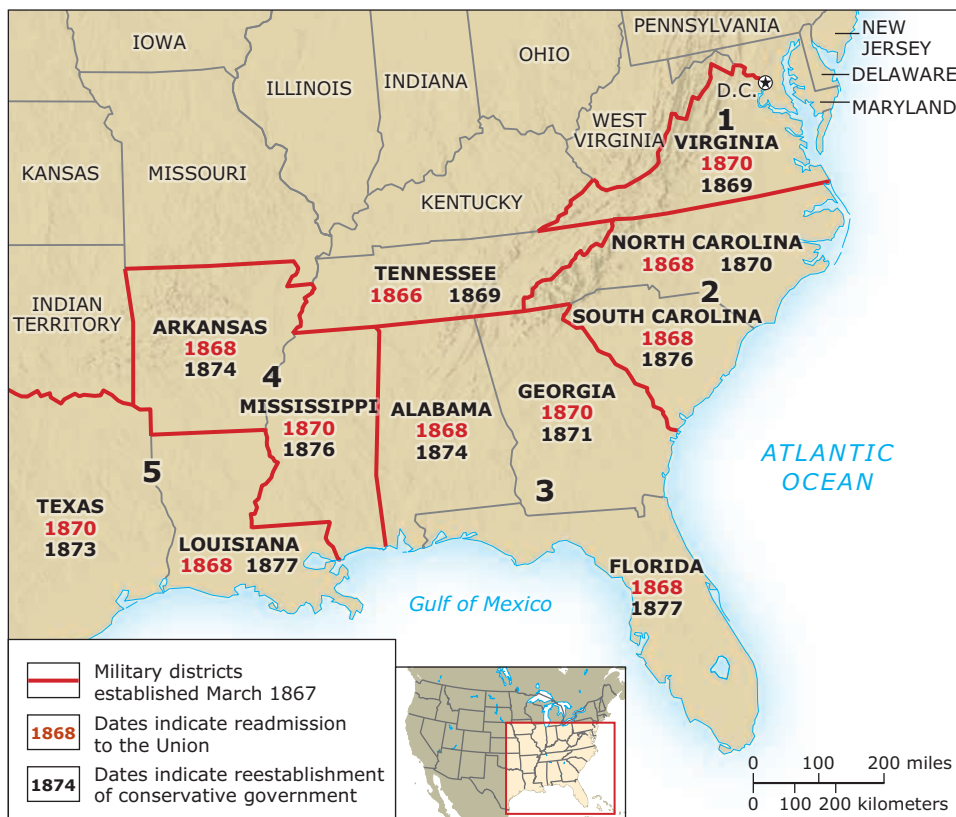 PENNSYLVANIA
NEW
JERSEY
IOWA
OHIO
ILLINOIS
INDIANA
DELAWARE
D.C.
MARYLAND
WEST
VIRGINIA
1
VIRGINIA
1870
1869
KANSAS
MISSOURI
KENTUCKY
NORTH CAROLINA
1868 1870
TENNESSEE
1866 1869
2
INDIAN
TERRITORY
ARKANSAS
1868
1874
SOUTH CAROLINA
1868
1876
4
MISSISSIPPI
1870
1876
ALABAMA
1868
1874
GEORGIA
1870
1871
ATLANTIC
OCEAN
5
3
TEXAS
1870
1873
LOUISIANA
1868 1877
FLORIDA
1868
1877
Gulf of Mexico
Military districts
established March 1867
1868
Dates indicate readmission
to the Union
1874
Dates indicate reestablishment
of conservative government
0 100 200 miles
0 100 200 kilometers